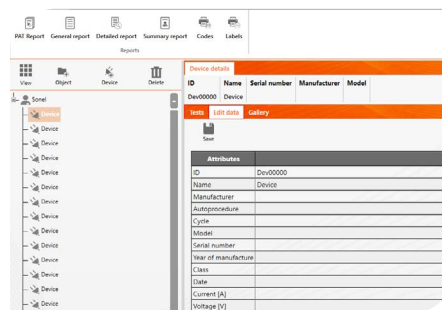 PAT Report General report Detailed report Summary report Codes Labels
Reports
View Object Device Delete
Sonel
Device
Device
Device
Device
Device
Device
Device
Device
Device
Device
Device
Device
Device
Device
Device details
ID Name Serial number Manufacturer Model
Dev00000 Device
Tests Edit data Gallery
Save
Attributes
ID Dev00000
Name Device
Manufacturer
Autoprocedure
Cycle
Model
Serial number
Year of manufacture
Class
Date
Current [A]
Voltage [V]